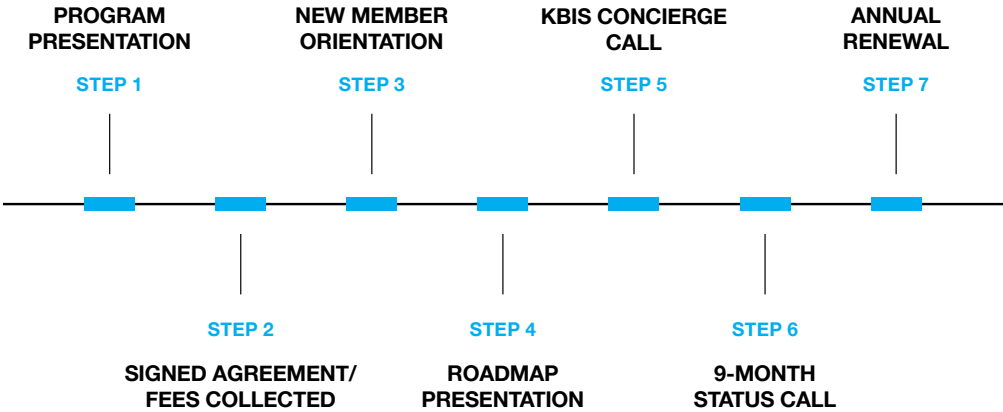 PROGRAM
PRESENTATION
STEP 1
NEW MEMBER
ORIENTATION
STEP 3
KBIS CONCIERGE
CALL
STEP 5
ANNUAL
RENEWAL
STEP 7
STEP 2
SIGNED AGREEMENT/
FEES COLLECTED
STEP 4
ROADMAP
PRESENTATION
STEP 6
9-MONTH
STATUS CALL